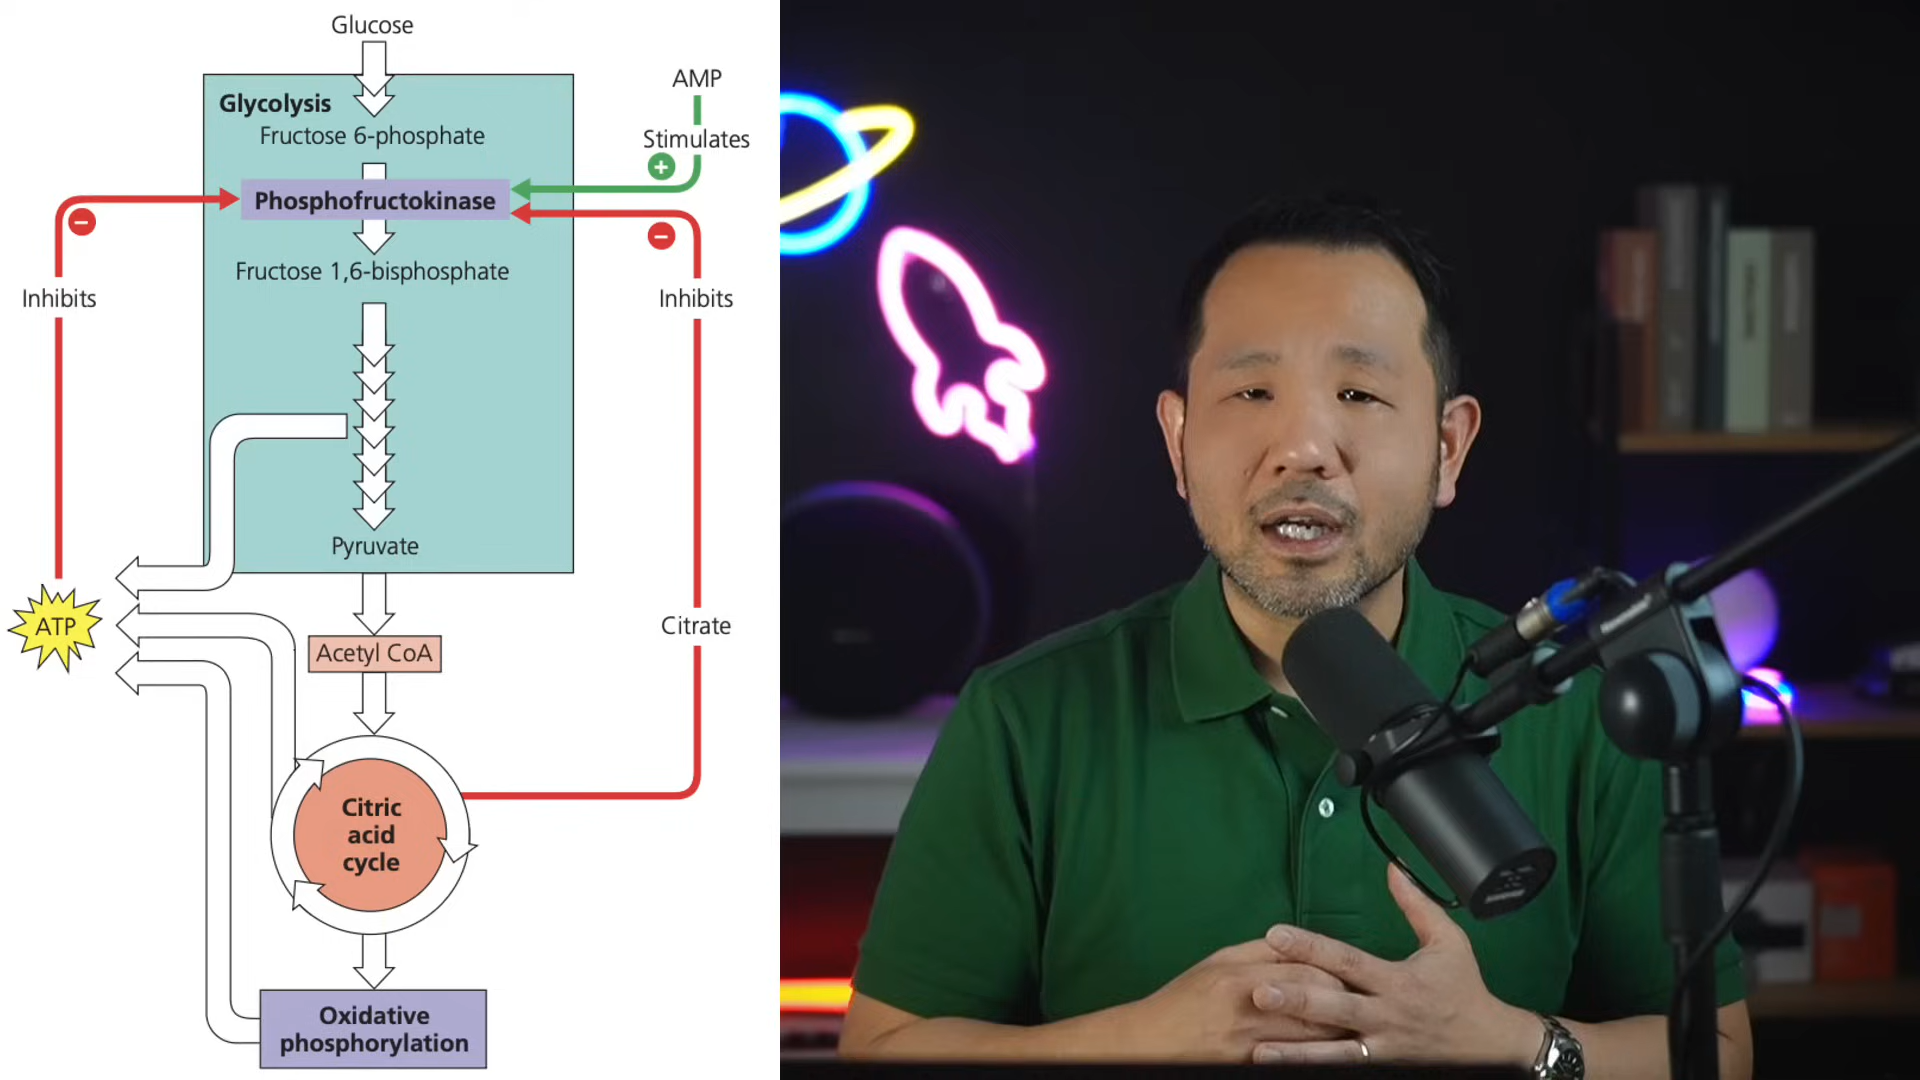 Glucose
AMP
Glycolysis
Fructose 6-phosphate
Stimulates
+
Phosphofructokinase
−
−
Fructose 1,6-bisphosphate
Inhibits
Inhibits
Pyruvate
ATP
Citrate
Acetyl CoA
Citric
acid
cycle
Oxidative
phosphorylation